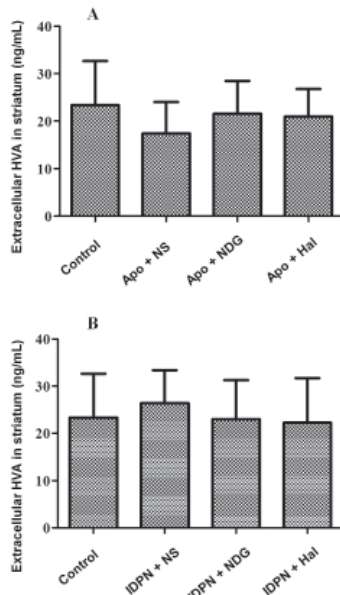 A
Extracellular HVA in striatum (ng/mL)
40
30
20
10
0
Control
Apo + NS
Apo + NDG
Apo + Hal
B
Extracellular HVA in striatum (ng/mL)
40
30
20
10
0
Control
IDPN + NS
IDPN + NDG
IDPN + Hal